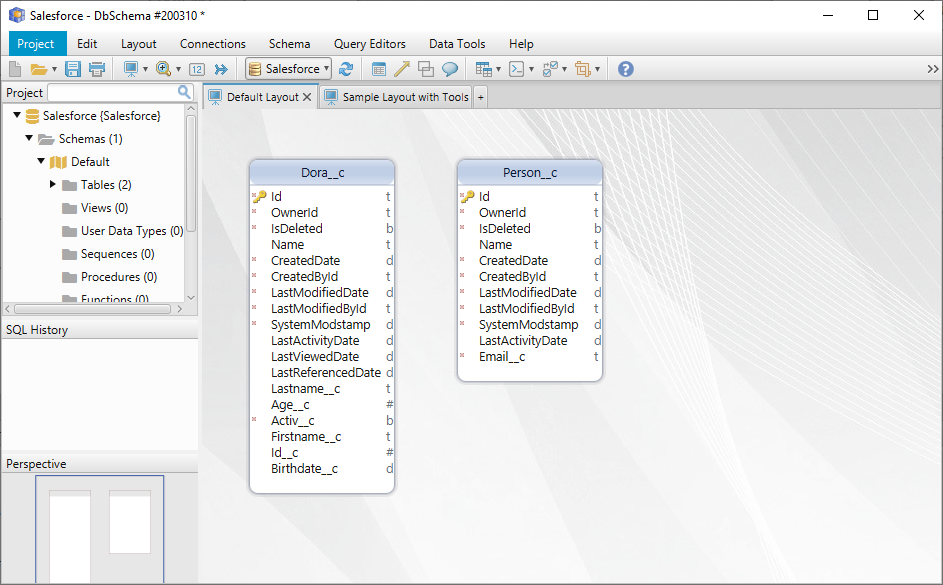 Salesforce - DbSchema #200310 *
Project Edit Layout Connections Schema Query Editors Data Tools Help
12 Salesforce
Project
Default Layout Sample Layout with Tools +
Salesforce {Salesforce}
Schemas (1)
Default
Tables (2)
Views (0)
User Data Types (0)
Sequences (0)
Procedures (0)
Functions (0)
SQL History
Perspective
Dora__c
Id t
OwnerId t
IsDeleted b
Name t
CreatedDate d
CreatedById t
LastModifiedDate d
LastModifiedById t
SystemModstamp d
LastActivityDate d
LastViewedDate d
LastReferencedDate d
Lastname__c t
Age__c #
Activ__c b
Firstname__c t
Id__c #
Birthdate__c d
Person__c
Id t
OwnerId t
IsDeleted b
Name t
CreatedDate d
CreatedById t
LastModifiedDate d
LastModifiedById t
SystemModstamp d
LastActivityDate d
Email__c t